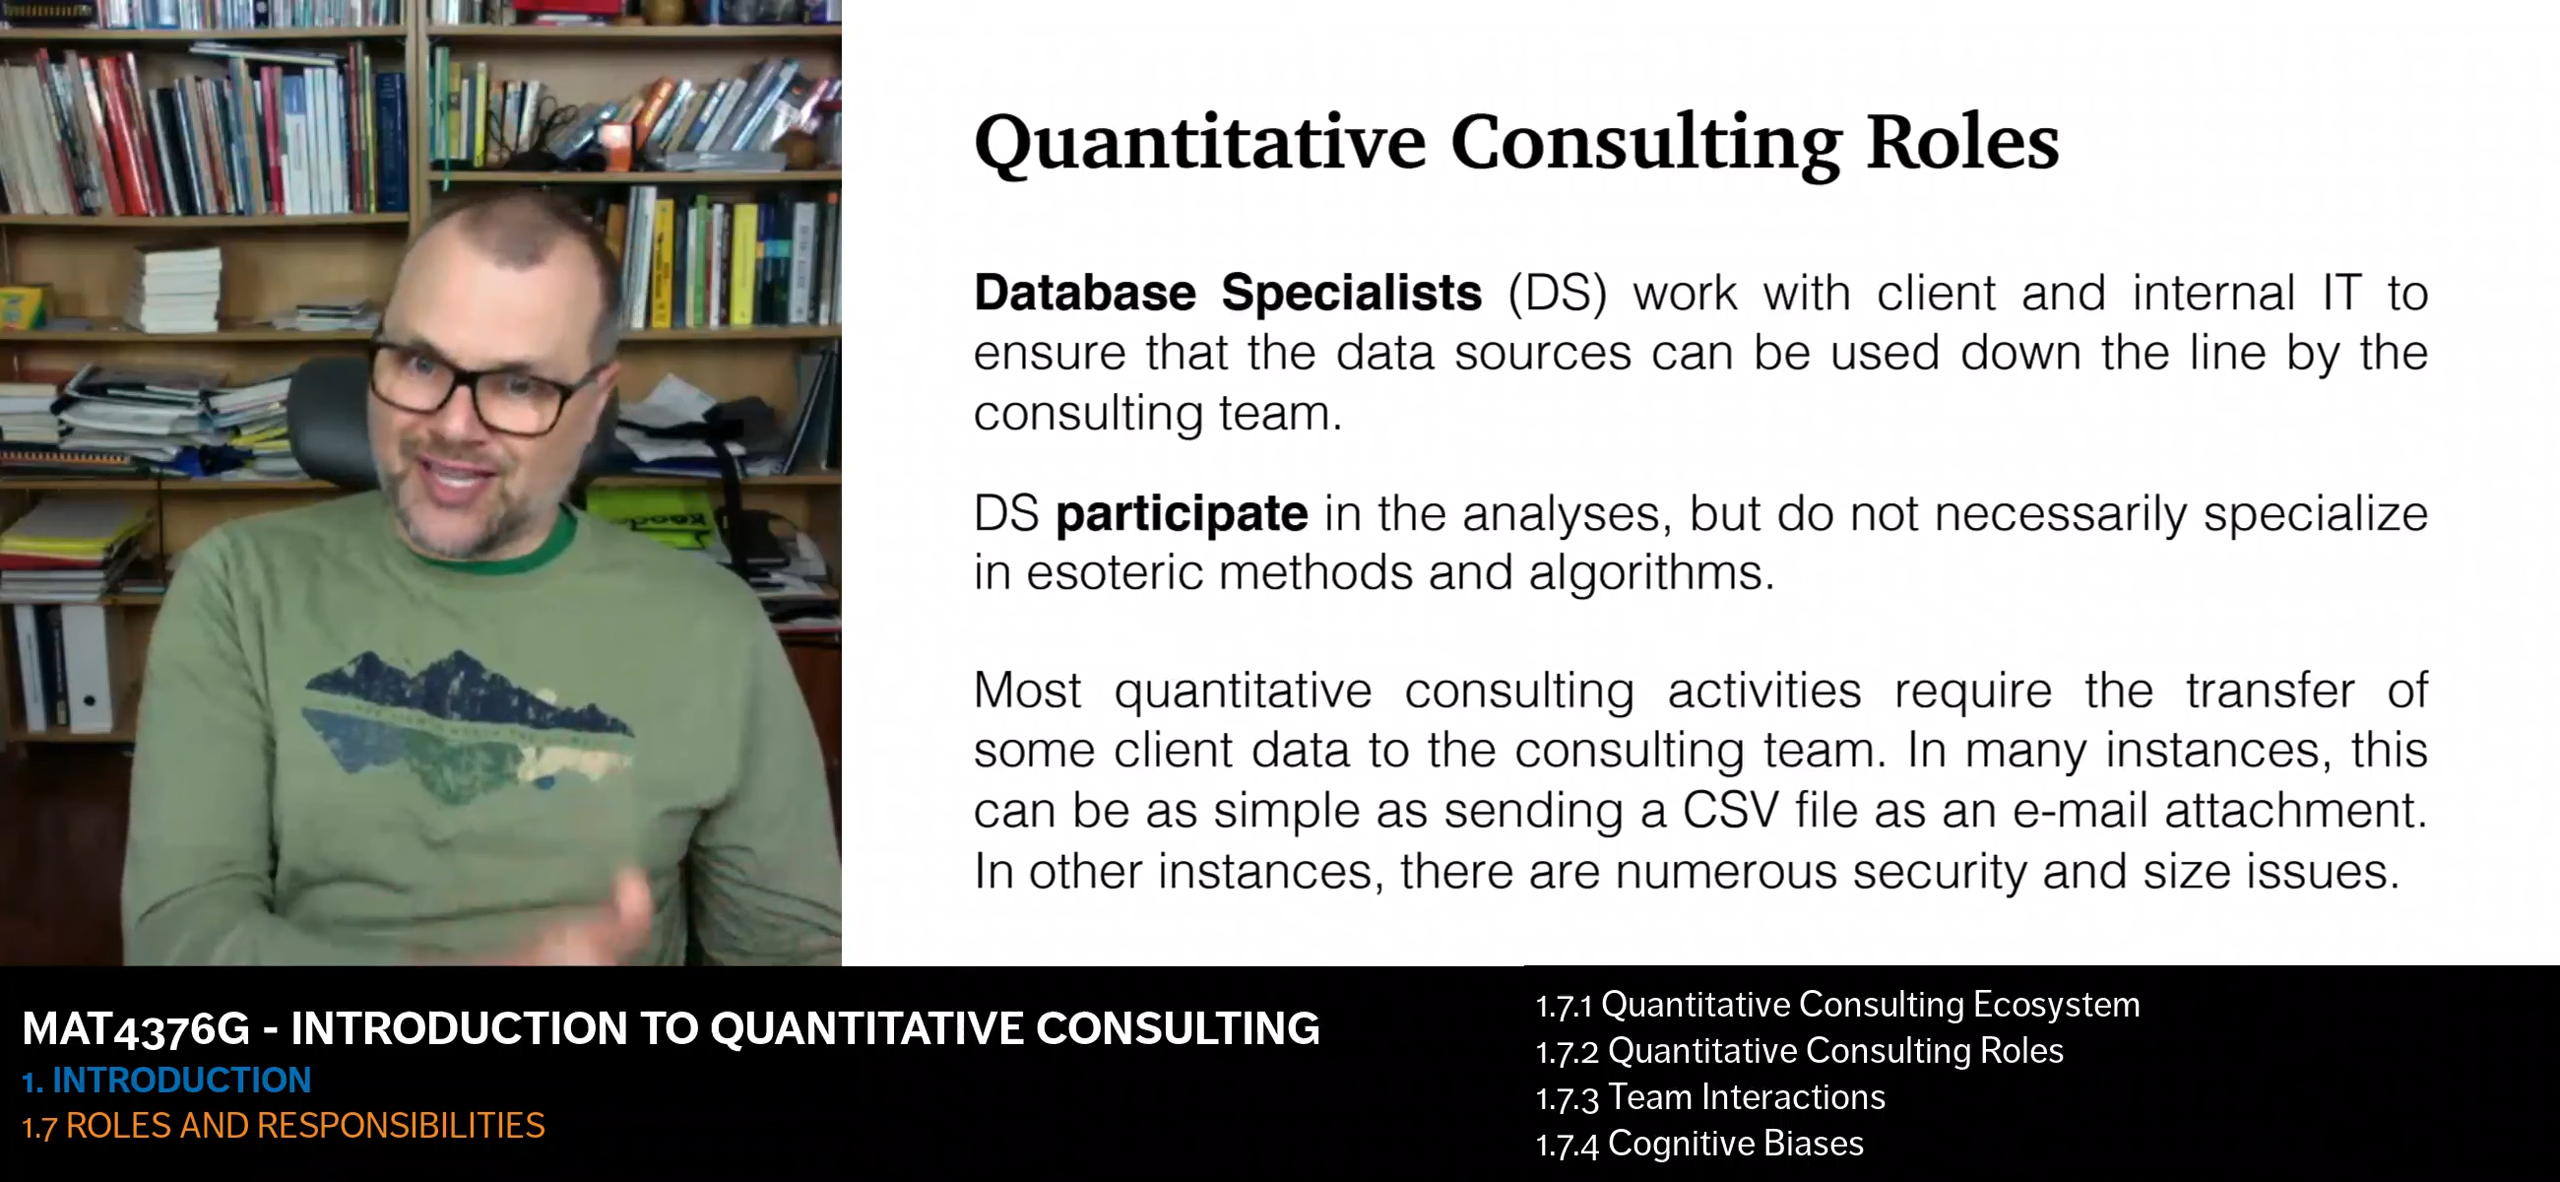 Quantitative Consulting Roles
Database Specialists (DS) work with client and internal IT to
ensure that the data sources can be used down the line by the
consulting team.
DS participate in the analyses, but do not necessarily specialize
in esoteric methods and algorithms.
Most quantitative consulting activities require the transfer of
some client data to the consulting team. In many instances, this
can be as simple as sending a CSV file as an e-mail attachment.
In other instances, there are numerous security and size issues.
MAT4376G - INTRODUCTION TO QUANTITATIVE CONSULTING
1. INTRODUCTION
1.7 ROLES AND RESPONSIBILITIES
1.7.1 Quantitative Consulting Ecosystem
1.7.2 Quantitative Consulting Roles
1.7.3 Team Interactions
1.7.4 Cognitive Biases